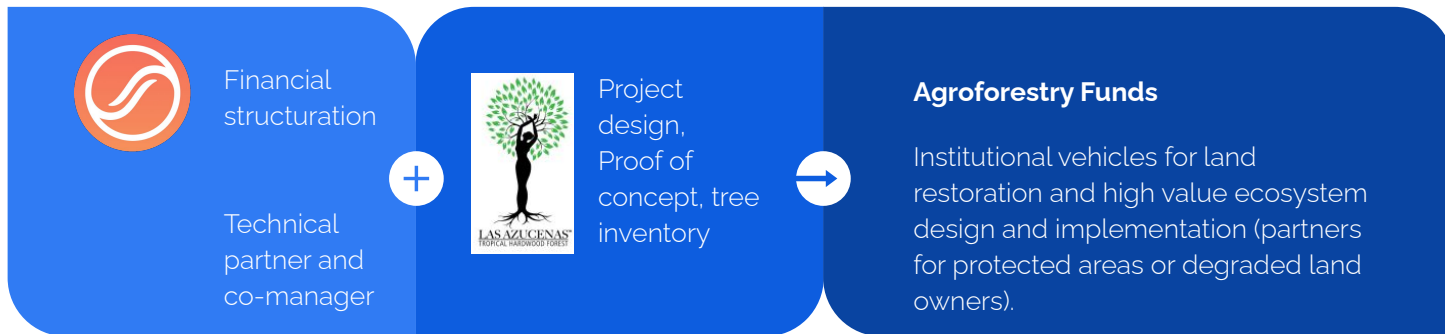 Financial
structuration
Technical
partner and
co-manager
+
LAS AZUCENAS®
TROPICAL HARDWOOD FOREST
Project
design,
Proof of
concept, tree
inventory
Agroforestry Funds
Institutional vehicles for land
restoration and high value ecosystem
design and implementation (partners
for protected areas or degraded land
owners).